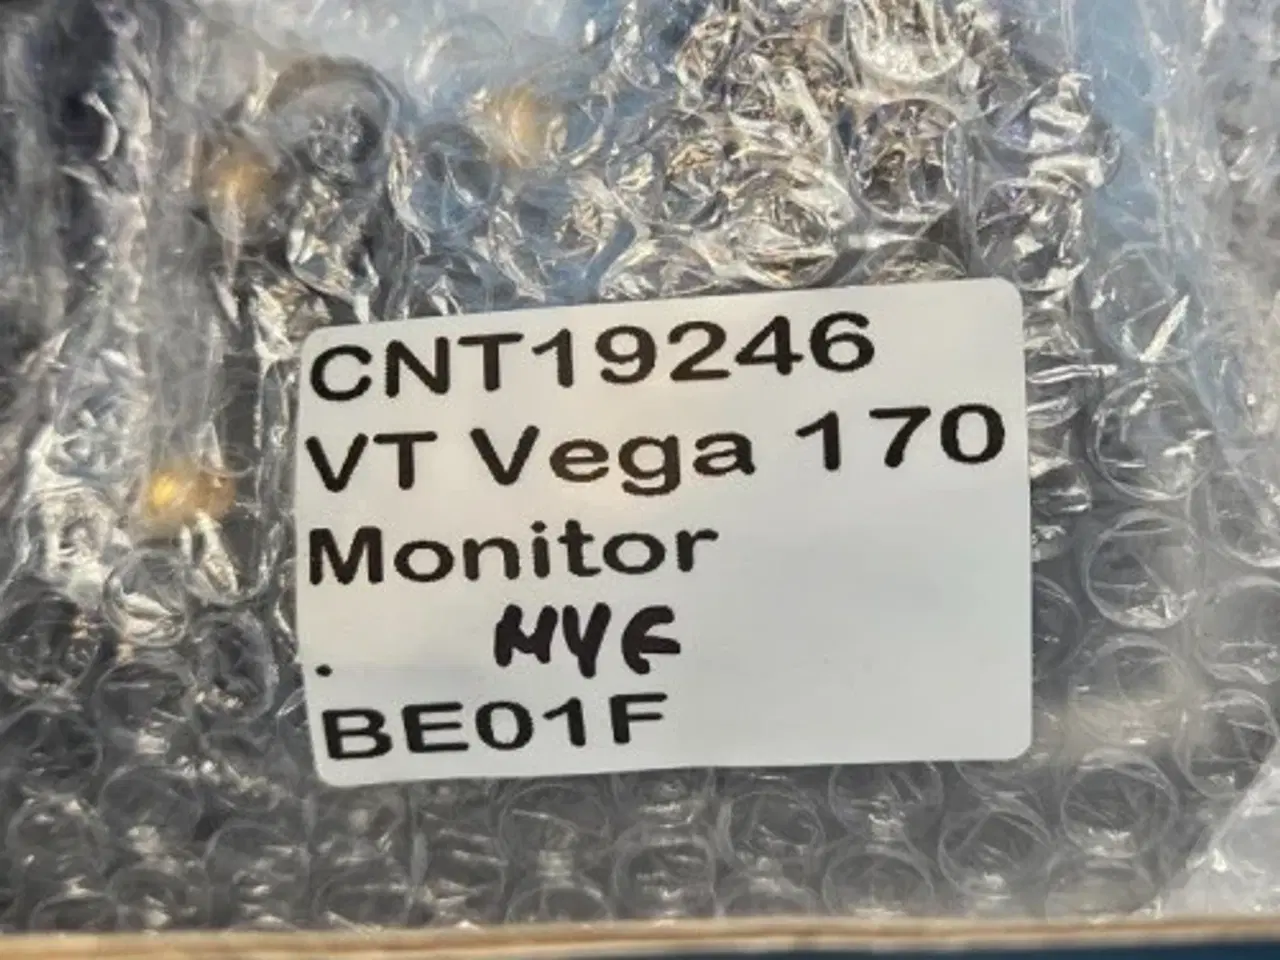 CNT19246
VT Vega 170
Monitor
. NYE
BE01F